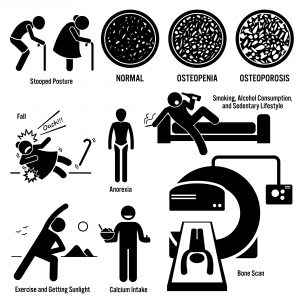 Stooped Posture
NORMAL
OSTEOPENIA
OSTEOPOROSIS
Smoking, Alcohol Consumption,
and Sedentary Lifestyle
Fall
Ouch!!!
Anorexia
Exercise and Getting Sunlight
Calcium Intake
Bone Scan